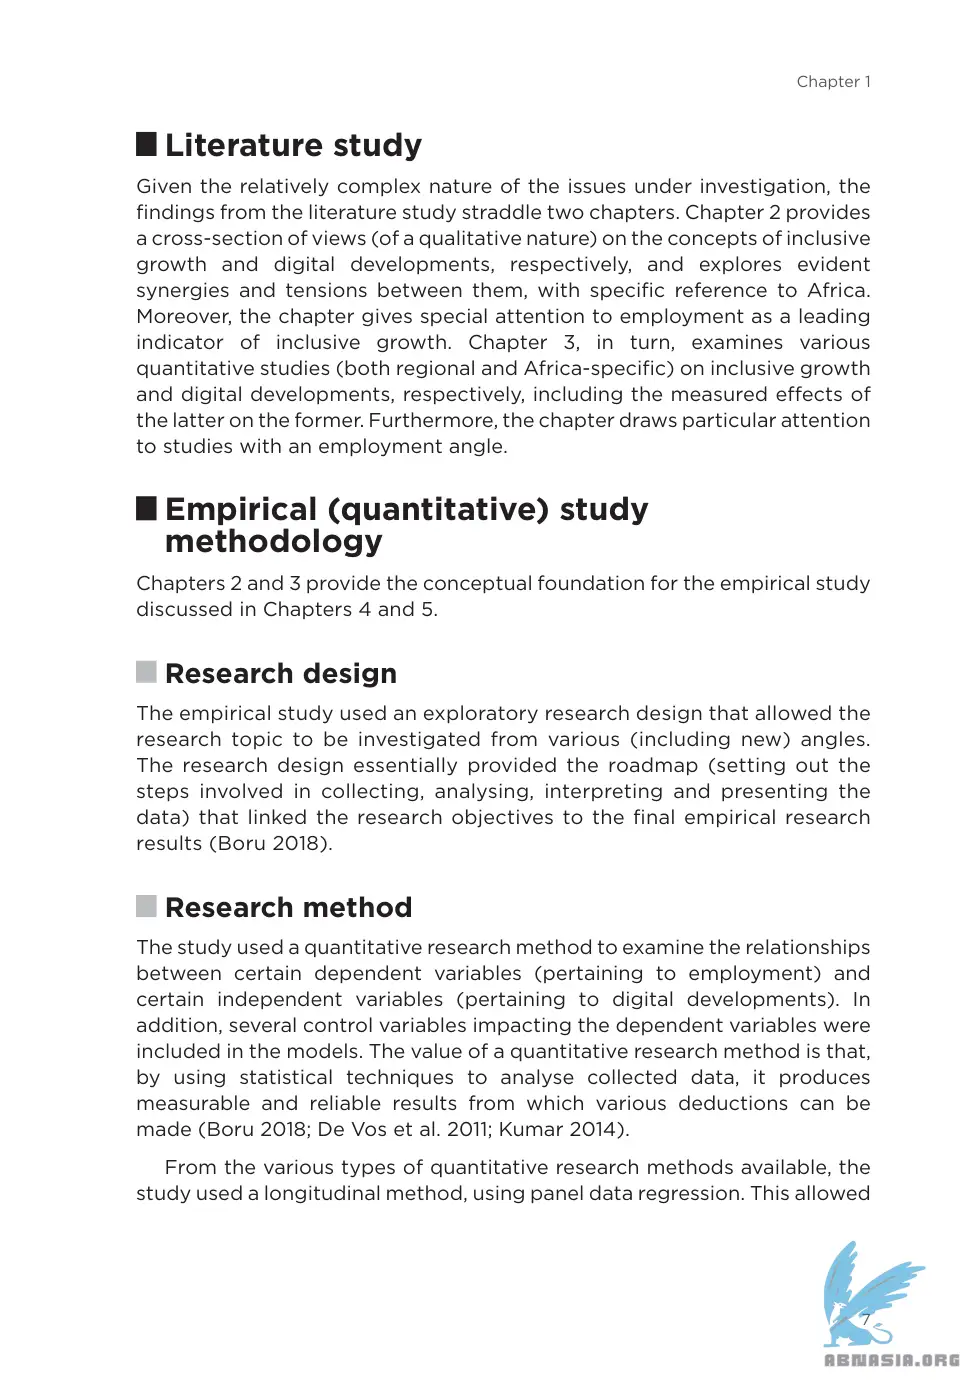 Chapter 1
Literature study
Given the relatively complex nature of the issues under investigation, the
findings from the literature study straddle two chapters. Chapter 2 provides
a cross-section of views (of a qualitative nature) on the concepts of inclusive
growth and digital developments, respectively, and explores evident
synergies and tensions between them, with specific reference to Africa.
Moreover, the chapter gives special attention to employment as a leading
indicator of inclusive growth. Chapter 3, in turn, examines various
quantitative studies (both regional and Africa-specific) on inclusive growth
and digital developments, respectively, including the measured effects of
the latter on the former. Furthermore, the chapter draws particular attention
to studies with an employment angle.
Empirical (quantitative) study
methodology
Chapters 2 and 3 provide the conceptual foundation for the empirical study
discussed in Chapters 4 and 5.
Research design
The empirical study used an exploratory research design that allowed the
research topic to be investigated from various (including new) angles.
The research design essentially provided the roadmap (setting out the
steps involved in collecting, analysing, interpreting and presenting the
data) that linked the research objectives to the final empirical research
results (Boru 2018).
Research method
The study used a quantitative research method to examine the relationships
between certain dependent variables (pertaining to employment) and
certain independent variables (pertaining to digital developments). In
addition, several control variables impacting the dependent variables were
included in the models. The value of a quantitative research method is that,
by using statistical techniques to analyse collected data, it produces
measurable and reliable results from which various deductions can be
made (Boru 2018; De Vos et al. 2011; Kumar 2014).
From the various types of quantitative research methods available, the
study used a longitudinal method, using panel data regression. This allowed
7
ABNASIA.ORG